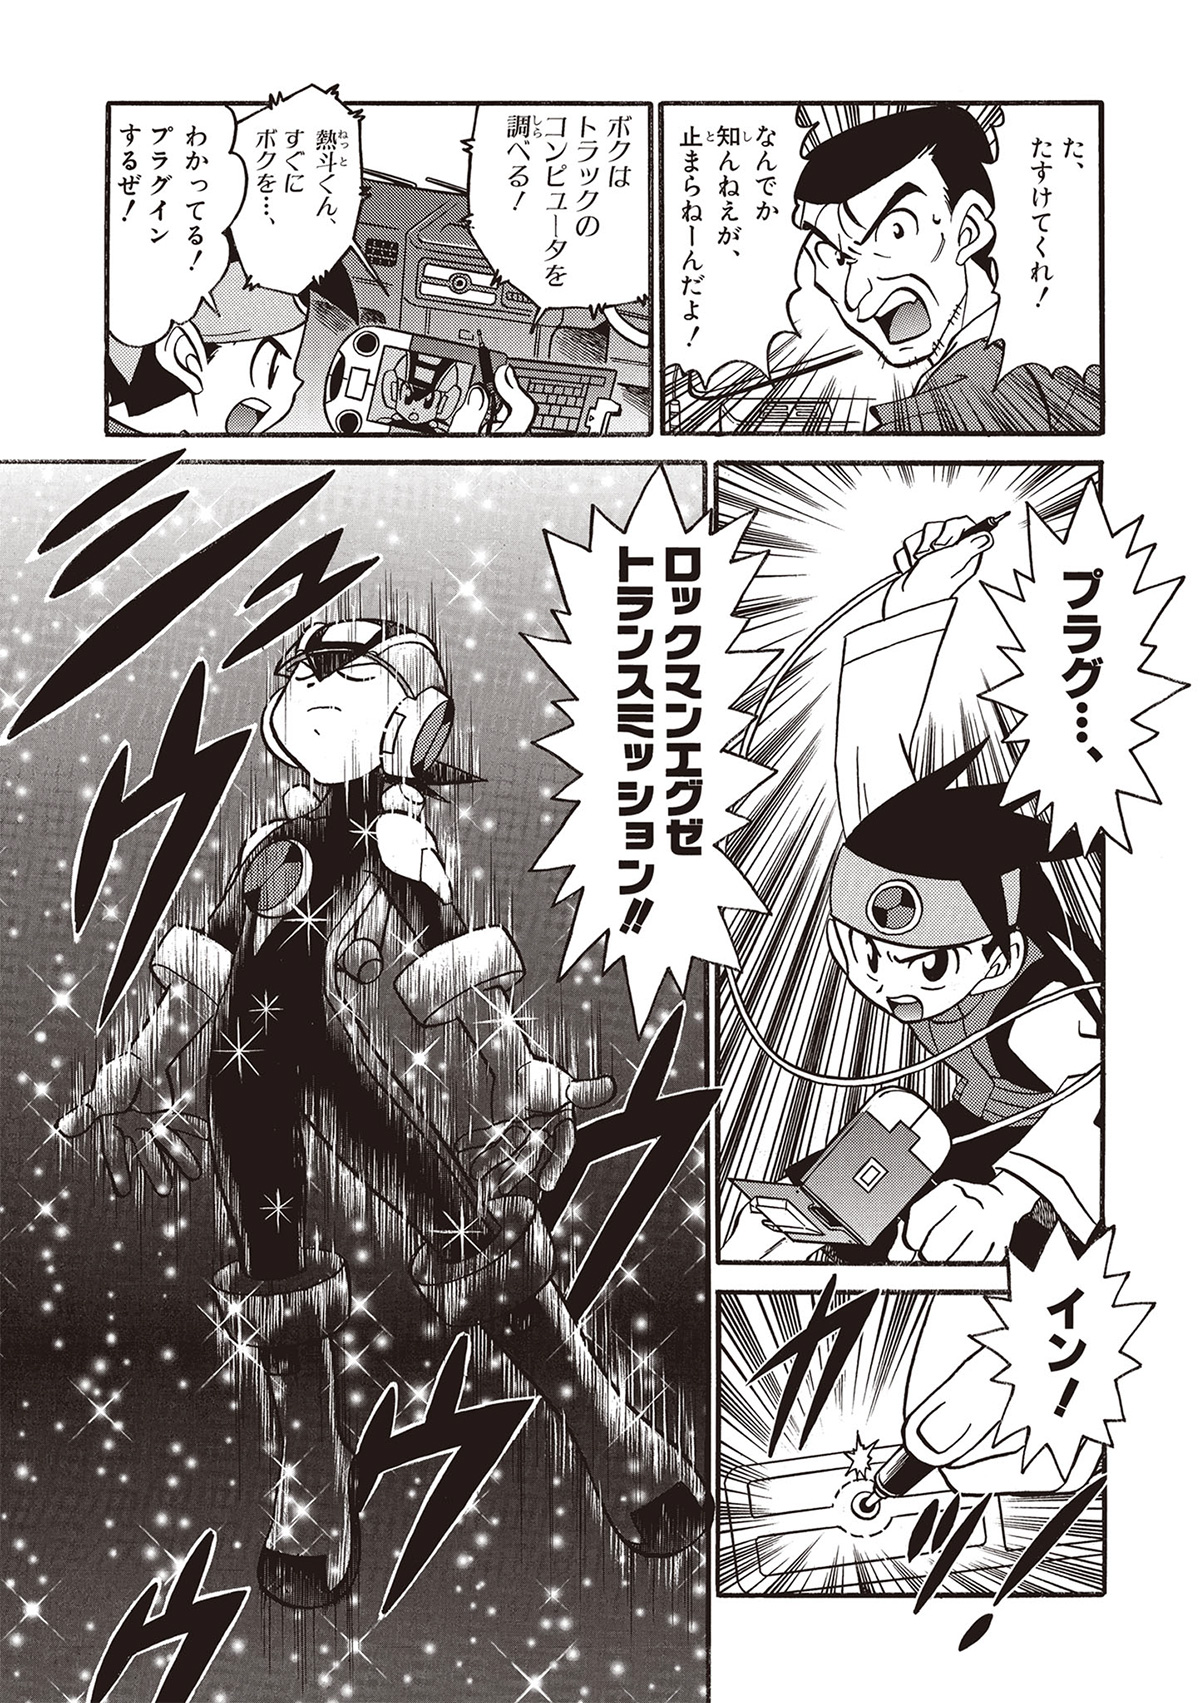 た、
たすけてくれ！
なんでか
知んねえが、
止まらねーんだよ！
ボクは
トラックの
コンピュータを
調べる！
熱斗くん、
すぐに
ボクを…、
わかってる！
プラグイン
するぜ！
プラグ…、
イン！
ガッ！！
ロックマンエグゼ
トランスミッション！！
シュウウウウ